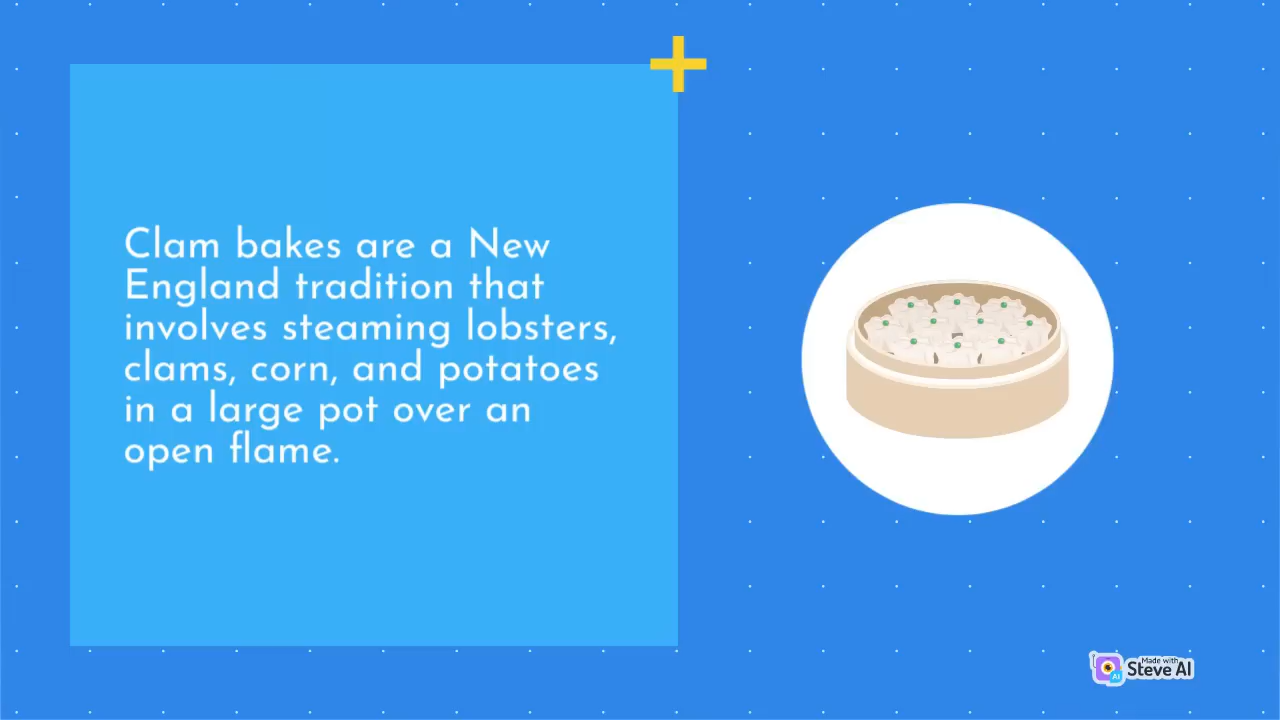 Clam bakes are a New
England tradition that
involves steaming lobsters,
clams, corn, and potatoes
in a large pot over an
open flame.
Made with
Steve AI
AI